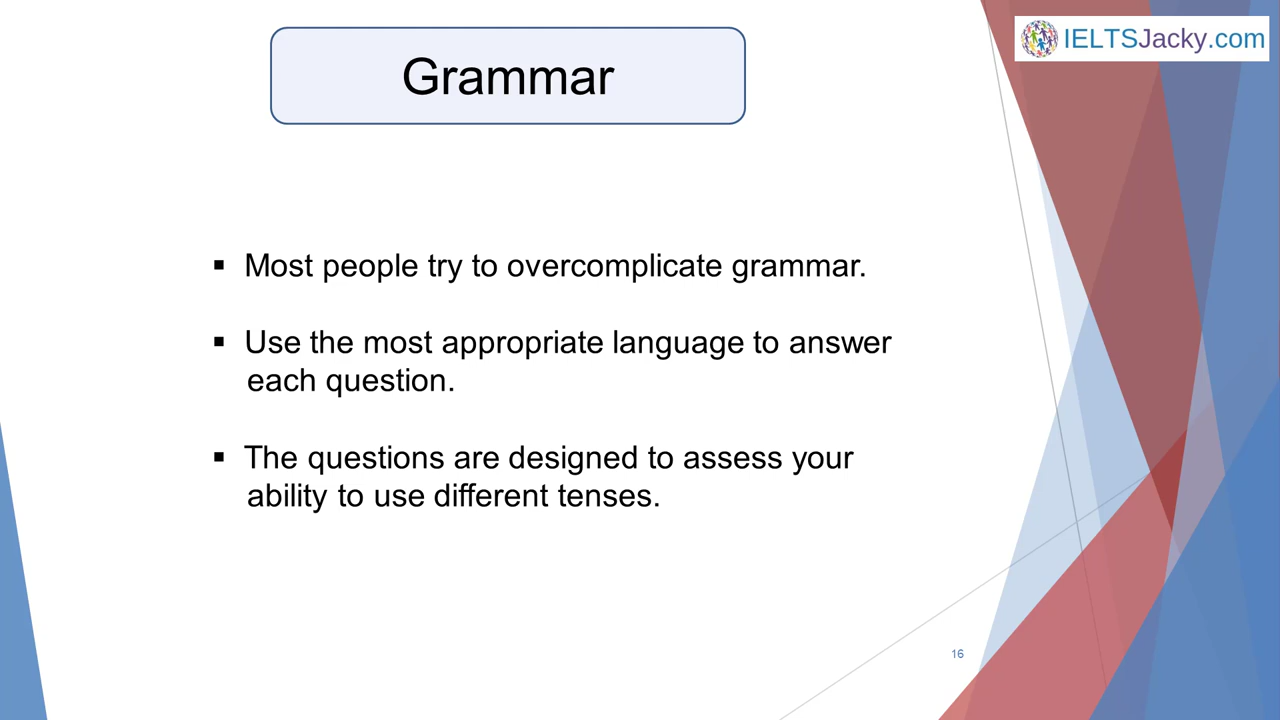 IELTSJacky.com
Grammar
▪ Most people try to overcomplicate grammar.
▪ Use the most appropriate language to answer
each question.
▪ The questions are designed to assess your
ability to use different tenses.
16